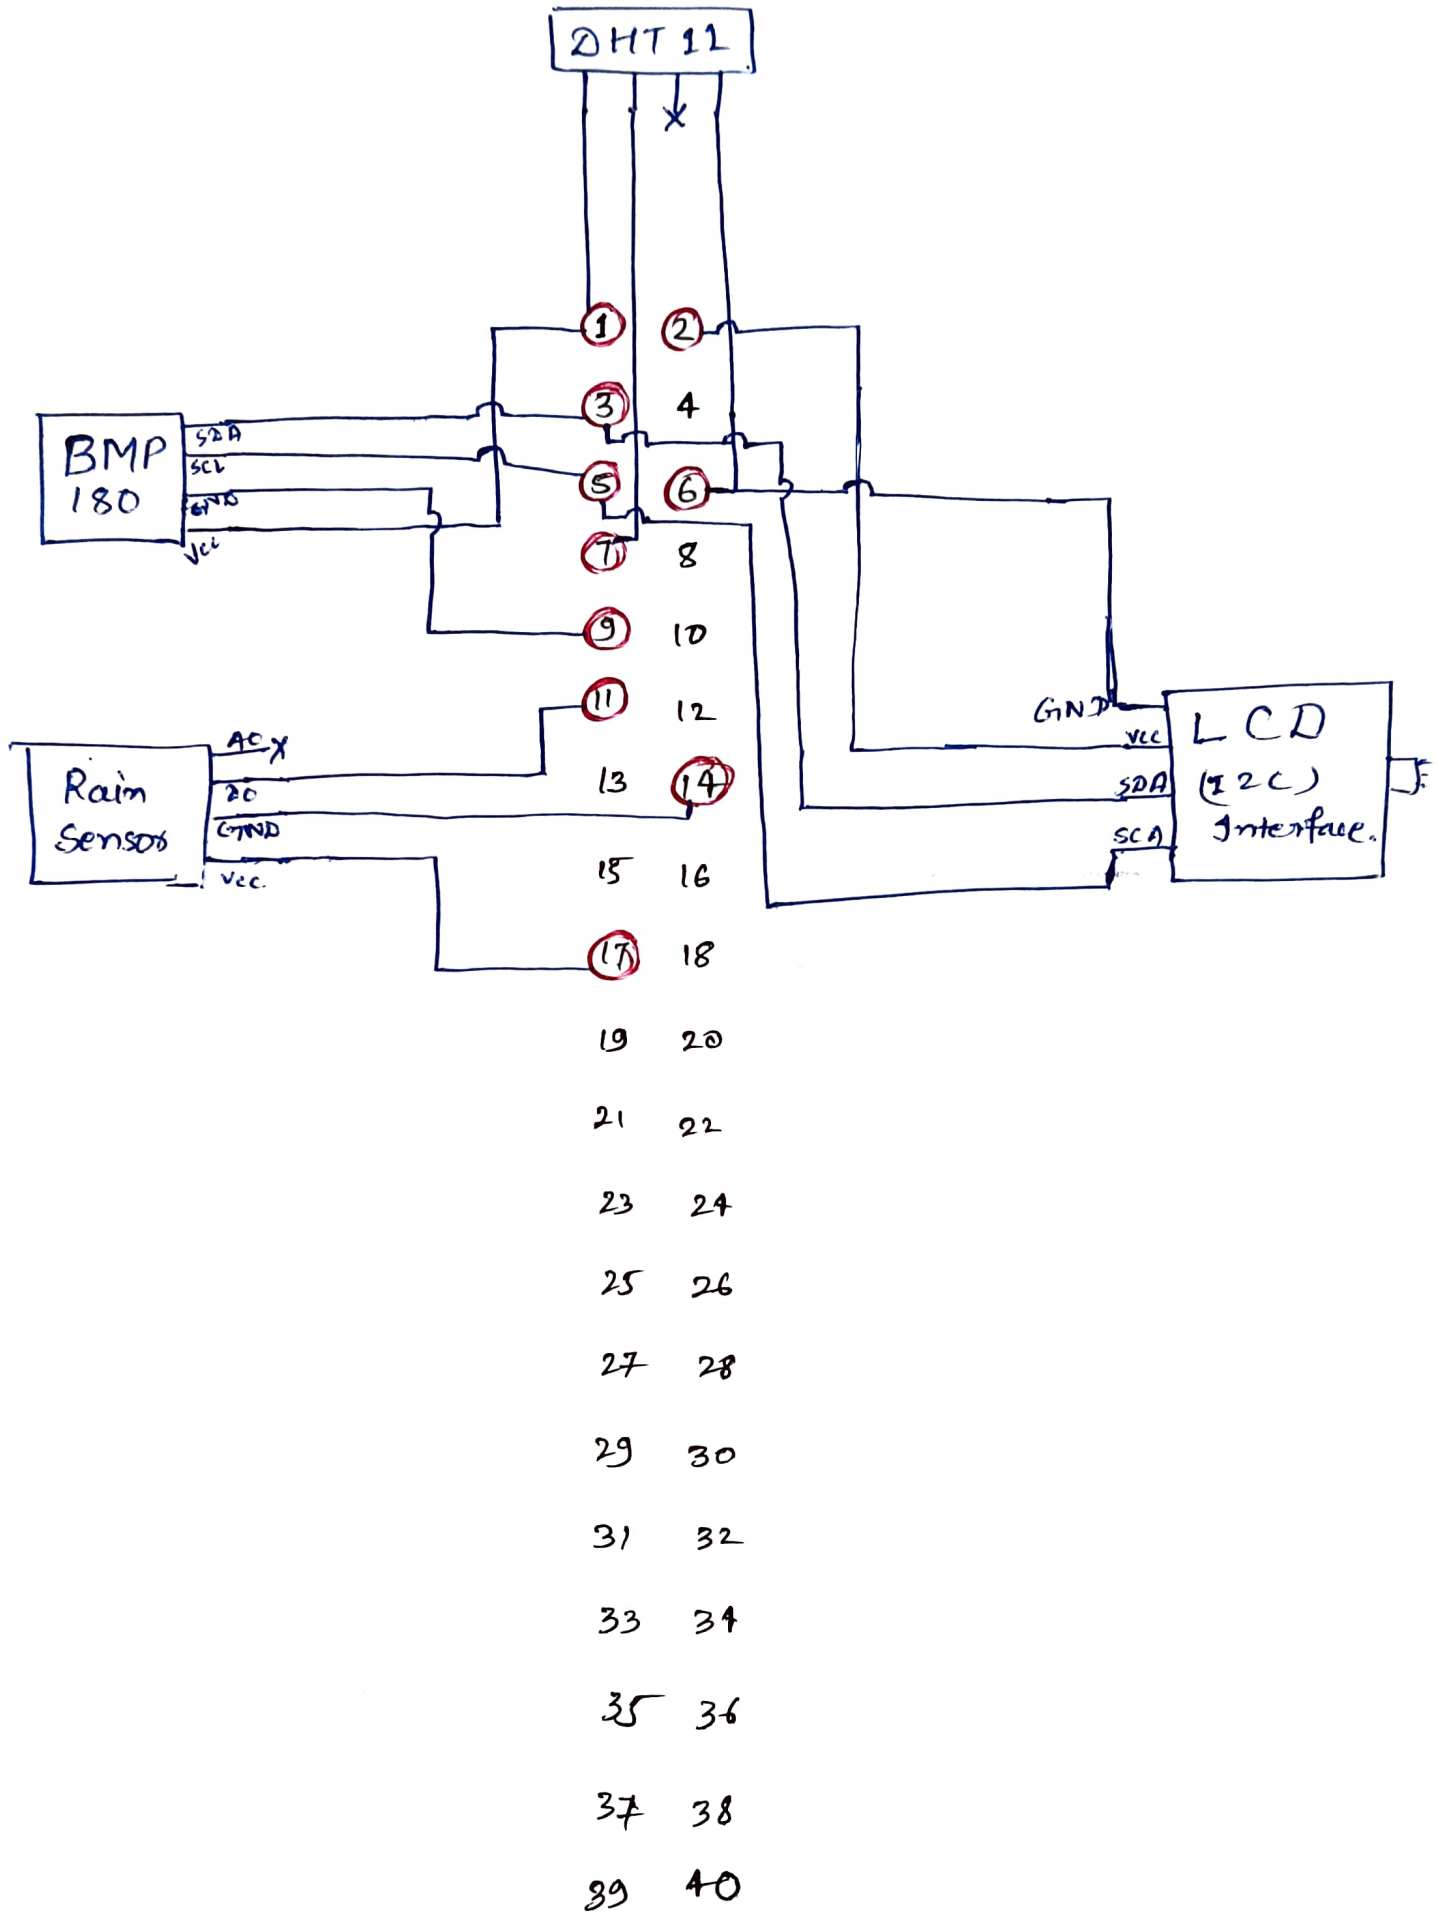 DHT 11
X
1 2
3 4
BMP
180
SDA
SCL
GND
Vcc
5 6
7 8
9 10
11 12
GND
VCC
SDA
SCA
LCD
(I2C)
Interface.
Rain
Sensor
AO X
DO
GND
Vcc.
13 14
15 16
17 18
19 20
21 22
23 24
25 26
27 28
29 30
31 32
33 34
35 36
37 38
39 40